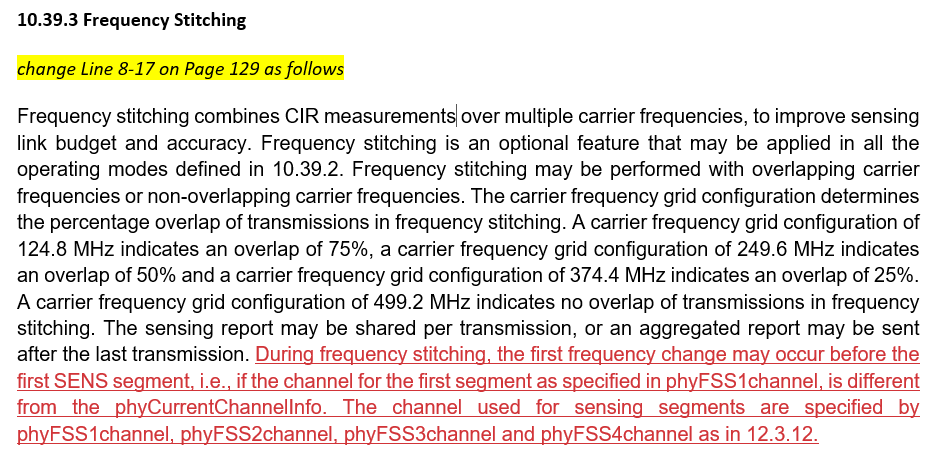 10.39.3 Frequency Stitching
change Line 8-17 on Page 129 as follows
Frequency stitching combines CIR measurements over multiple carrier frequencies, to improve sensing
link budget and accuracy. Frequency stitching is an optional feature that may be applied in all the
operating modes defined in 10.39.2. Frequency stitching may be performed with overlapping carrier
frequencies or non-overlapping carrier frequencies. The carrier frequency grid configuration determines
the percentage overlap of transmissions in frequency stitching. A carrier frequency grid configuration of
124.8 MHz indicates an overlap of 75%, a carrier frequency grid configuration of 249.6 MHz indicates
an overlap of 50% and a carrier frequency grid configuration of 374.4 MHz indicates an overlap of 25%.
A carrier frequency grid configuration of 499.2 MHz indicates no overlap of transmissions in frequency
stitching. The sensing report may be shared per transmission, or an aggregated report may be sent
after the last transmission. During frequency stitching, the first frequency change may occur before the
first SENS segment, i.e., if the channel for the first segment as specified in phyFSS1channel, is different
from the phyCurrentChannelInfo. The channel used for sensing segments are specified by
phyFSS1channel, phyFSS2channel, phyFSS3channel and phyFSS4channel as in 12.3.12.